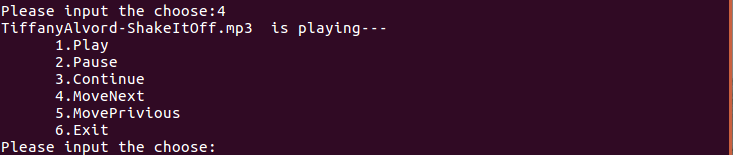 Please input the choose:4
TiffanyAlvord-ShakeItOff.mp3  is playing---
1.Play
2.Pause
3.Continue
4.MoveNext
5.MovePrivious
6.Exit
Please input the choose: